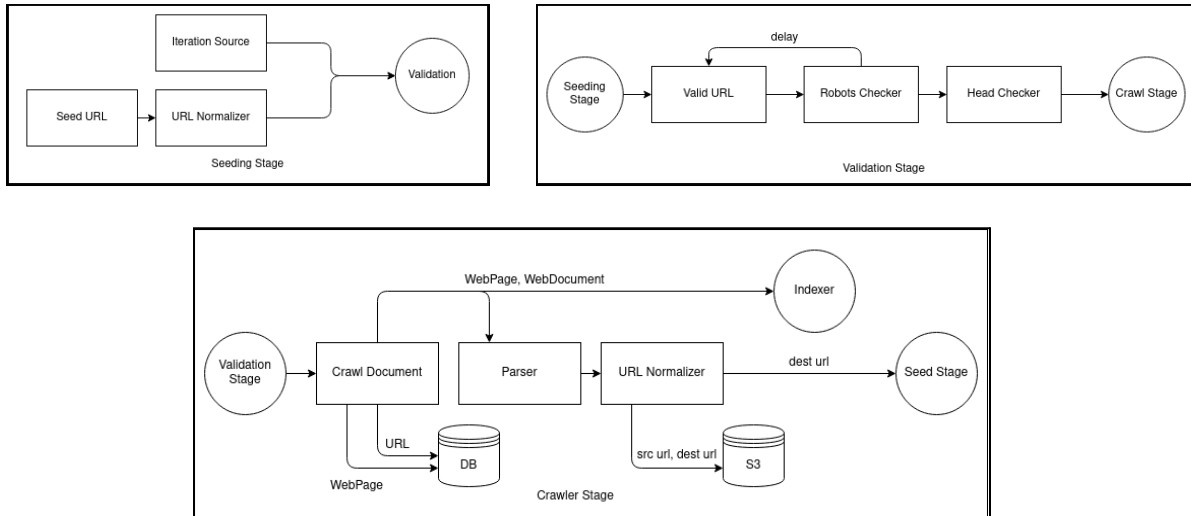 Iteration Source
Validation
Seed URL
URL Normalizer
Seeding Stage
delay
Seeding
Stage
Valid URL
Robots Checker
Head Checker
Crawl Stage
Validation Stage
WebPage, WebDocument
Indexer
Validation
Stage
Crawl Document
Parser
URL Normalizer
dest url
Seed Stage
URL
DB
WebPage
src url, dest url
S3
Crawler Stage